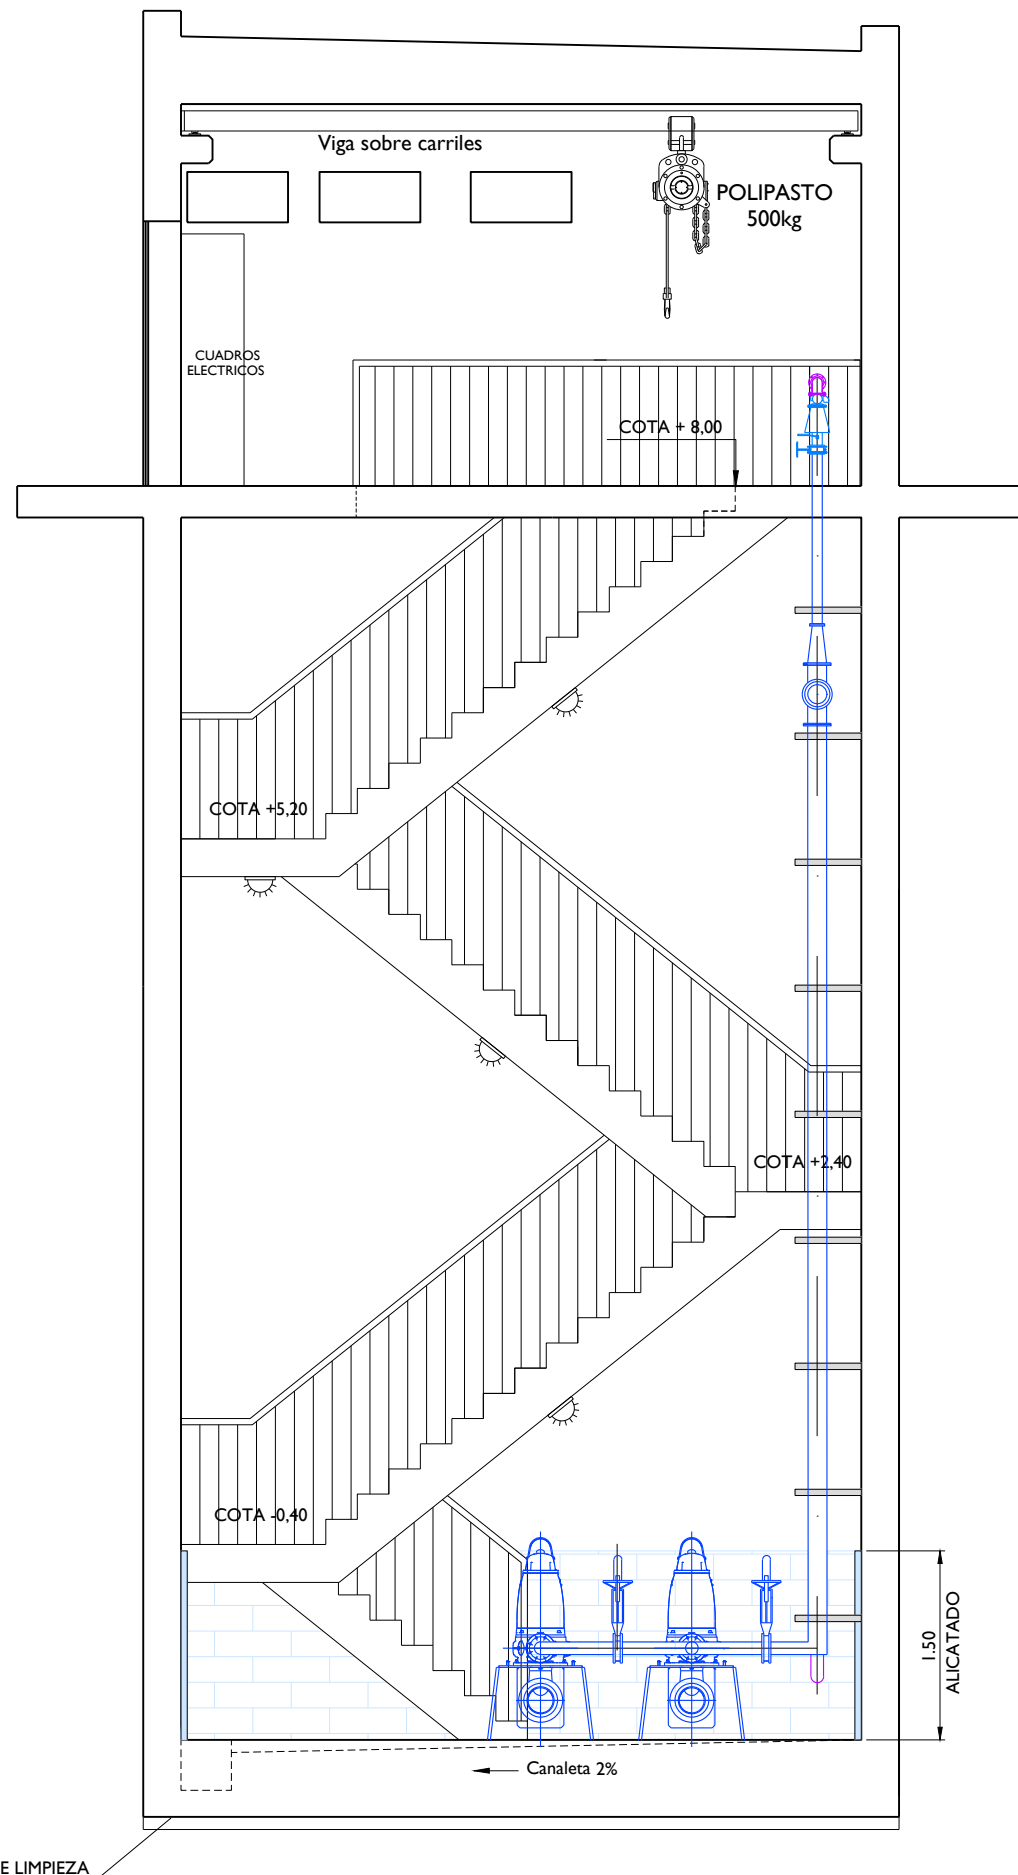 Viga sobre carriles
POLIPASTO
500kg
CUADROS
ELECTRICOS
COTA + 8,00
COTA +5,20
COTA +2,40
COTA -0,40
1.50
ALICATADO
Canaleta 2%
E LIMPIEZA